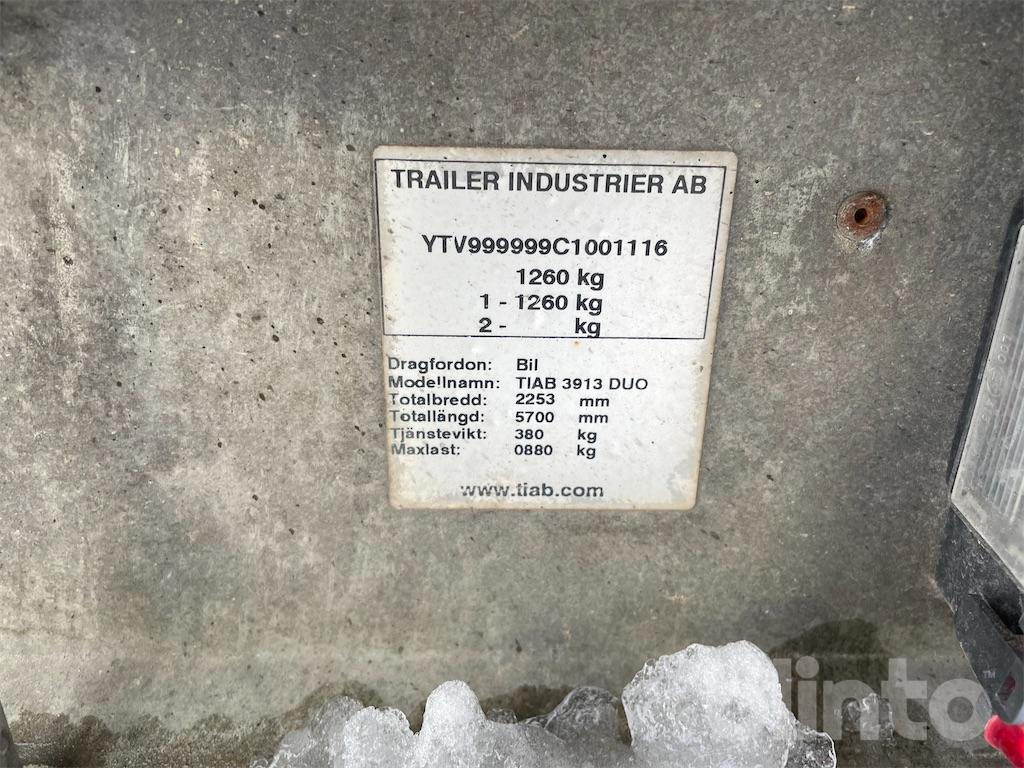 TRAILER INDUSTRIER AB
YTV999999C1001116
1260 kg
1 - 1260 kg
2 - kg
Dragfordon: Bil
Modellnamn: TIAB 3913 DUO
Totalbredd: 2253 mm
Totallängd: 5700 mm
Tjänstevikt: 380 kg
Maxlast: 0880 kg
www.tiab.com